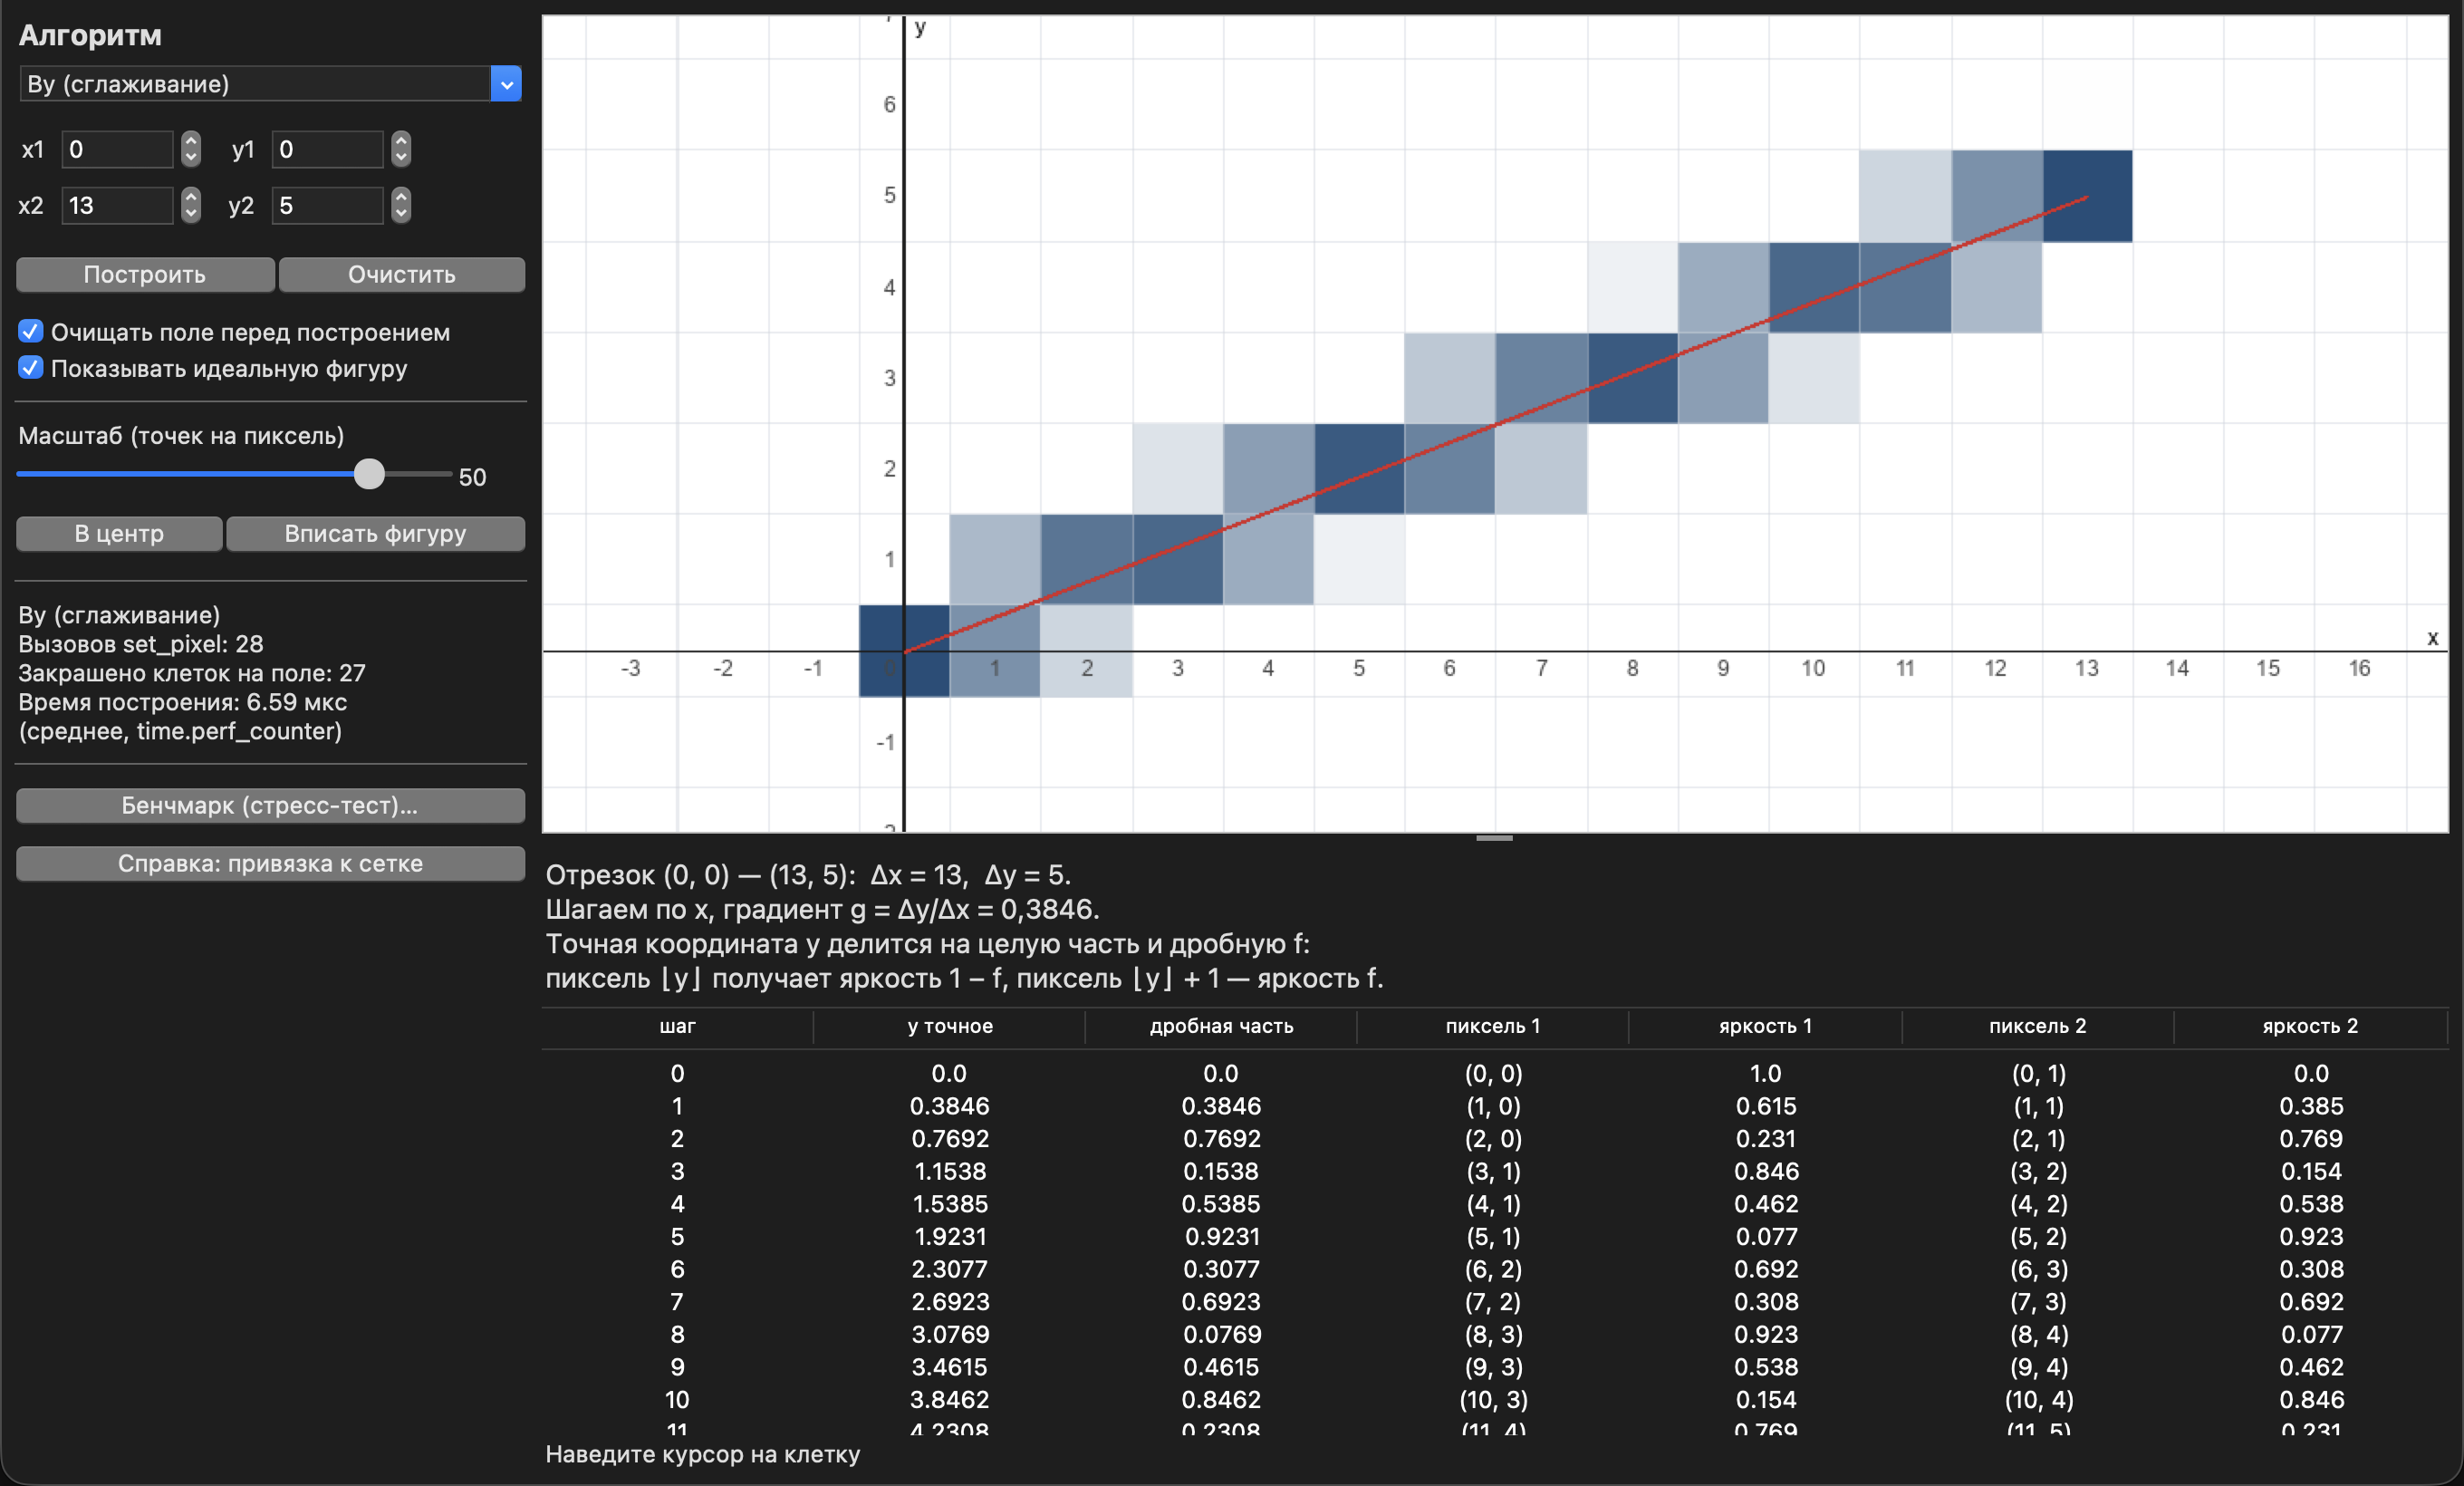 Алгоритм
Ву (сглаживание)
x1 0 y1 0
x2 13 y2 5
Построить Очистить
Очищать поле перед построением
Показывать идеальную фигуру
Масштаб (точек на пиксель)
50
В центр Вписать фигуру
Ву (сглаживание)
Вызовов set_pixel: 28
Закрашено клеток на поле: 27
Время построения: 6.59 мкс
(среднее, time.perf_counter)
Бенчмарк (стресс-тест)...
Справка: привязка к сетке
y
6
5
4
3
2
1
x
-3 -2 -1 0 1 2 3 4 5 6 7 8 9 10 11 12 13 14 15 16
-1
Отрезок (0, 0) — (13, 5): Δx = 13, Δy = 5.
Шагаем по x, градиент g = Δy/Δx = 0,3846.
Точная координата y делится на целую часть и дробную f:
пиксель ⌊y⌋ получает яркость 1 – f, пиксель ⌊y⌋ + 1 — яркость f.
шаг y точное дробная часть пиксель 1 яркость 1 пиксель 2 яркость 2
0 0.0 0.0 (0, 0) 1.0 (0, 1) 0.0
1 0.3846 0.3846 (1, 0) 0.615 (1, 1) 0.385
2 0.7692 0.7692 (2, 0) 0.231 (2, 1) 0.769
3 1.1538 0.1538 (3, 1) 0.846 (3, 2) 0.154
4 1.5385 0.5385 (4, 1) 0.462 (4, 2) 0.538
5 1.9231 0.9231 (5, 1) 0.077 (5, 2) 0.923
6 2.3077 0.3077 (6, 2) 0.692 (6, 3) 0.308
7 2.6923 0.6923 (7, 2) 0.308 (7, 3) 0.692
8 3.0769 0.0769 (8, 3) 0.923 (8, 4) 0.077
9 3.4615 0.4615 (9, 3) 0.538 (9, 4) 0.462
10 3.8462 0.8462 (10, 3) 0.154 (10, 4) 0.846
11 4.2308 0.2308 (11, 4) 0.769 (11, 5) 0.231
Наведите курсор на клетку